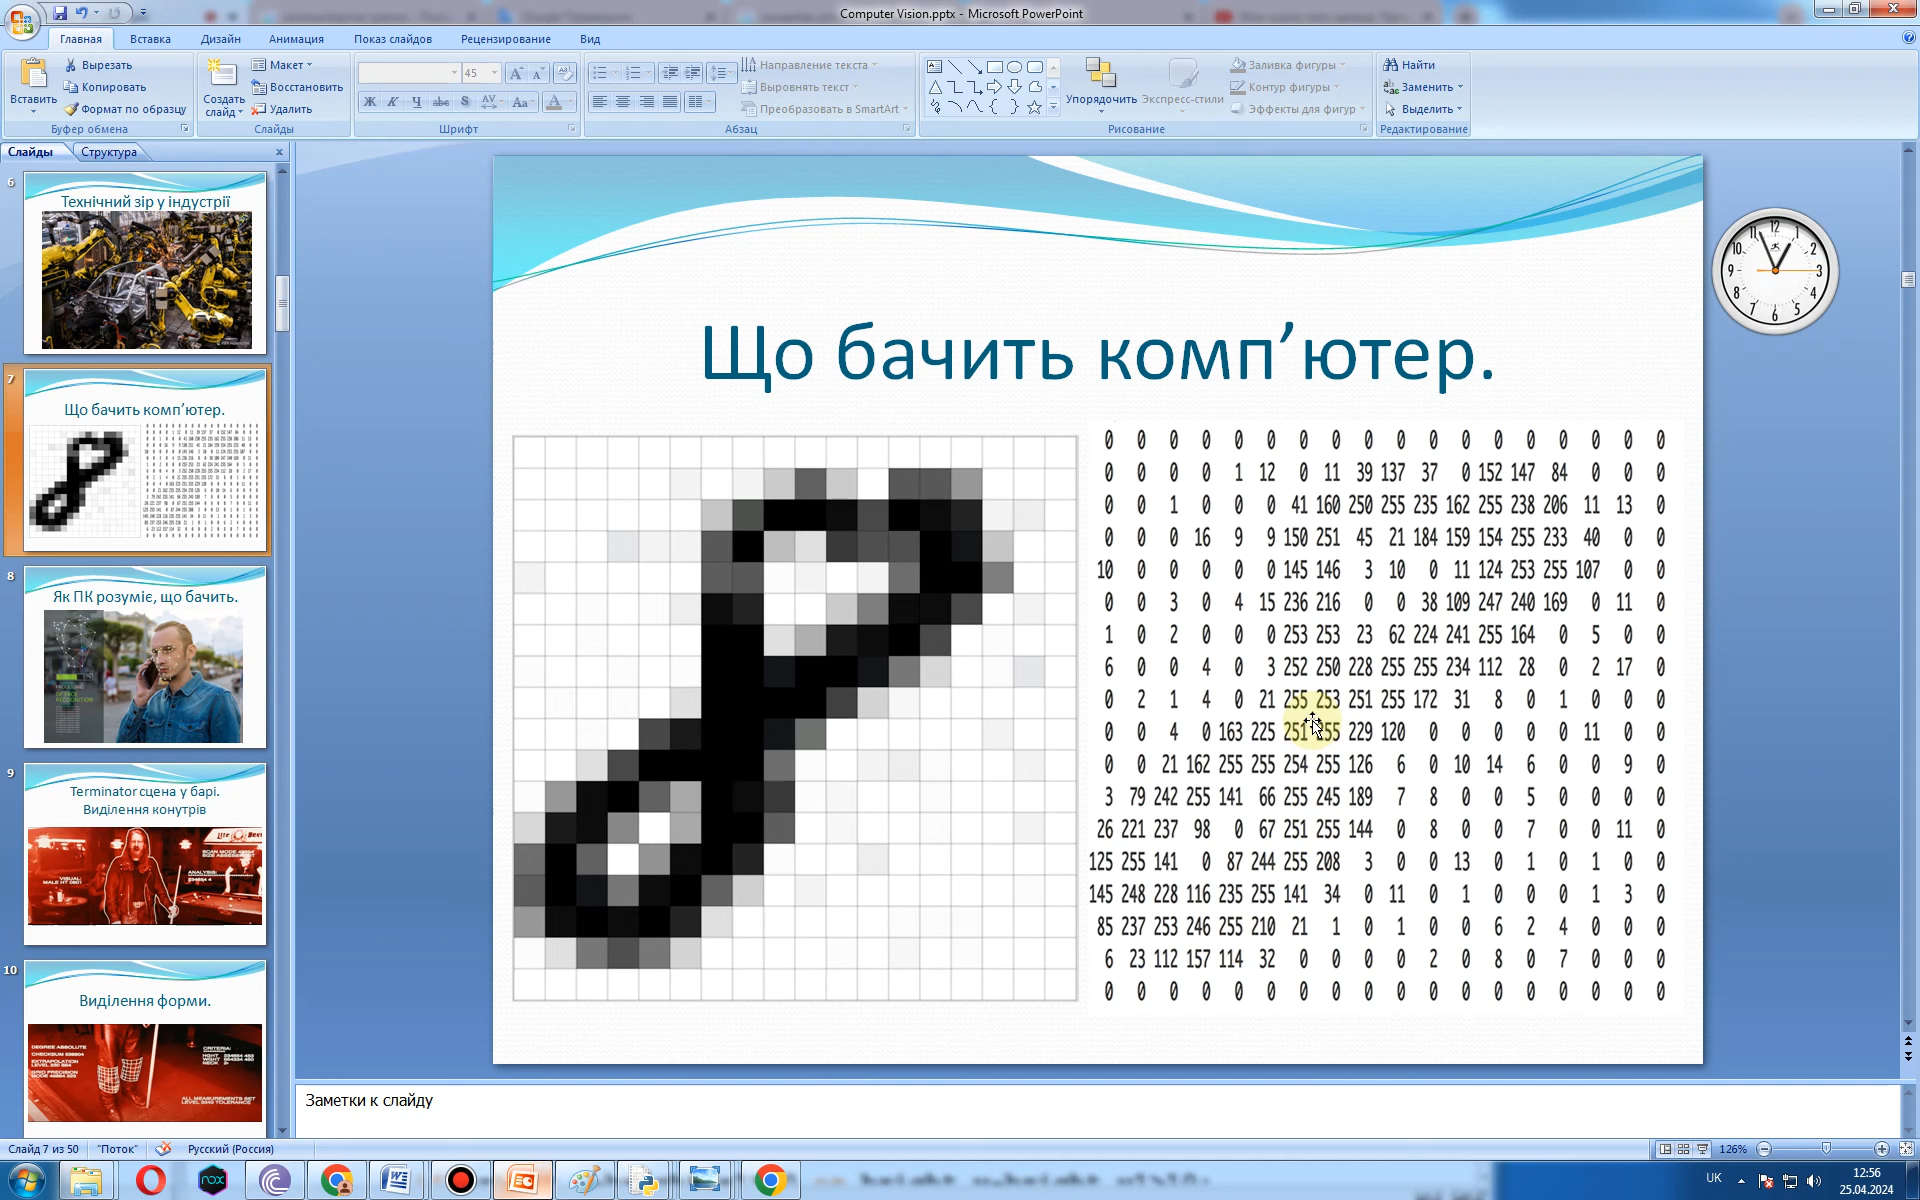 Computer Vision.pptx - Microsoft PowerPoint
Главная Вставка Дизайн Анимация Показ слайдов Рецензирование Вид
Вставить
Вырезать
Копировать
Формат по образцу
Буфер обмена
Создать слайд
Макет
Восстановить
Удалить
Слайды
45
Шрифт
Направление текста
Выровнять текст
Преобразовать в SmartArt
Абзац
Упорядочить
Экспресс-стили
Заливка фигуры
Контур фигуры
Эффекты для фигур
Рисование
Найти
Заменить
Выделить
Редактирование
Слайды Структура
6
Технічний зір у індустрії
7
Що бачить комп’ютер.
8
Як ПК розуміє, що бачить.
9
Terminator сцена у барі.
Виділення конутрів
10
Виділення форми.
Що бачить комп’ютер.
0 0 0 0 0 0 0 0 0 0 0 0 0 0 0 0 0 0
0 0 0 0 1 12 0 11 39 137 37 0 152 147 84 0 0 0
0 0 1 0 0 0 41 160 250 255 235 162 255 238 206 11 13 0
0 0 0 16 9 9 150 251 45 21 184 159 154 255 233 40 0 0
10 0 0 0 0 0 145 146 3 10 0 11 124 253 255 107 0 0
0 0 3 0 4 15 236 216 0 0 38 109 247 240 169 0 11 0
1 0 2 0 0 0 253 253 23 62 224 241 255 164 0 5 0 0
6 0 0 4 0 3 252 250 228 255 255 234 112 28 0 2 17 0
0 2 1 4 0 21 255 253 251 255 172 31 8 0 1 0 0 0
0 0 4 0 163 225 251 255 229 120 0 0 0 0 0 11 0 0
0 0 21 162 255 255 254 255 126 6 0 10 14 6 0 0 9 0
3 79 242 255 141 66 255 245 189 7 8 0 0 5 0 0 0 0
26 221 237 98 0 67 251 255 144 0 8 0 0 7 0 0 11 0
125 255 141 0 87 244 255 208 3 0 0 13 0 1 0 1 0 0
145 248 228 116 235 255 141 34 0 11 0 1 0 0 0 1 3 0
85 237 253 246 255 210 21 1 0 1 0 0 6 2 4 0 0 0
6 23 112 157 114 32 0 0 0 0 2 0 8 0 7 0 0 0
0 0 0 0 0 0 0 0 0 0 0 0 0 0 0 0 0 0
Заметки к слайду
Слайд 7 из 50 "Поток" Русский (Россия) 126%
UK 12:56
25.04.2024